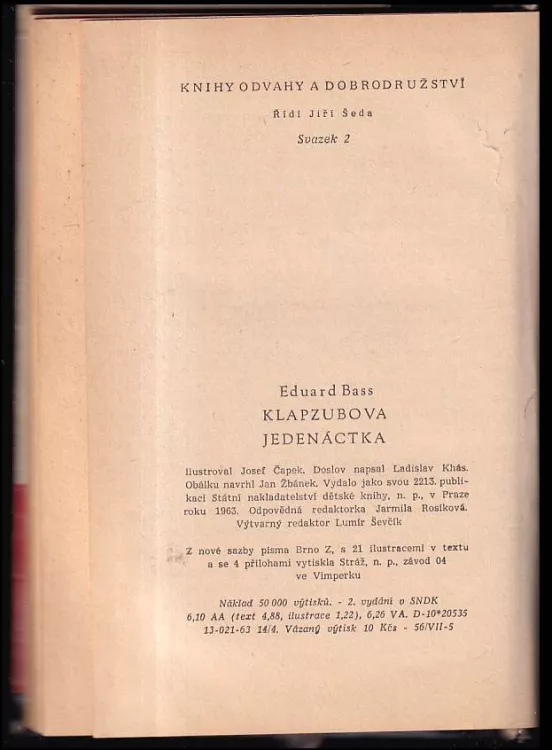 KNIHY ODVAHY A DOBRODRUŽSTVÍ
Řídí Jiří Šeda
Svazek 2
Eduard Bass
KLAPZUBOVA
JEDENÁCTKA
Ilustroval Josef Čapek. Doslov napsal Ladislav Khás.
Obálku navrhl Jan Žbánek. Vydalo jako svou 2213. publi-
kaci Státní nakladatelství dětské knihy, n. p., v Praze
roku 1963. Odpovědná redaktorka Jarmila Rosíková.
Výtvarný redaktor Lumír Ševčík
Z nové sazby písma Brno Z, s 21 ilustracemi v textu
a se 4 přílohami vytiskla Stráž, n. p., závod 04
ve Vimperku
Náklad 50 000 výtisků. - 2. vydání v SNDK
6,10 AA (text 4,88, ilustrace 1,22), 6,26 VA. D-10*20535
13-021-63 14/4. Vázaný výtisk 10 Kčs - 56/VII-5